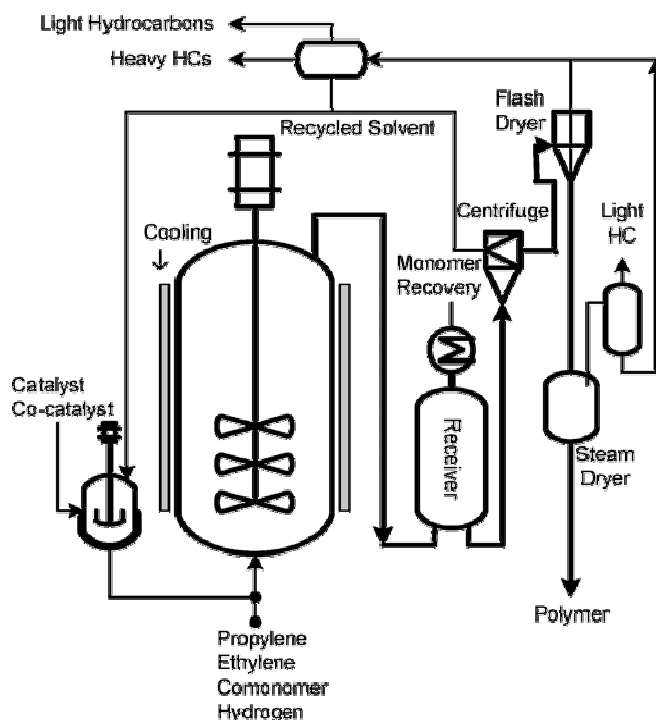 Light Hydrocarbons
Heavy HCs
Recycled Solvent
Flash
Dryer
Centrifuge
Light
HC
Cooling
Monomer
Recovery
Catalyst
Co-catalyst
Receiver
Steam
Dryer
Polymer
Propylene
Ethylene
Comonomer
Hydrogen